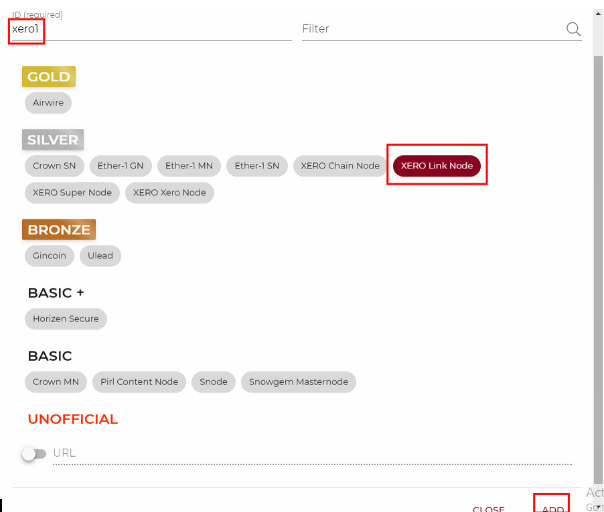 ID (required)
xero1 Filter
GOLD
Airwire
SILVER
Crown SN Ether-1 GN Ether-1 MN Ether-1 SN XERO Chain Node XERO Link Node
XERO Super Node XERO Xero Node
BRONZE
Gincoin Ulead
BASIC +
Horizen Secure
BASIC
Crown MN Pirl Content Node Snode Snowgem Masternode
UNOFFICIAL
URL
CLOSE ADD